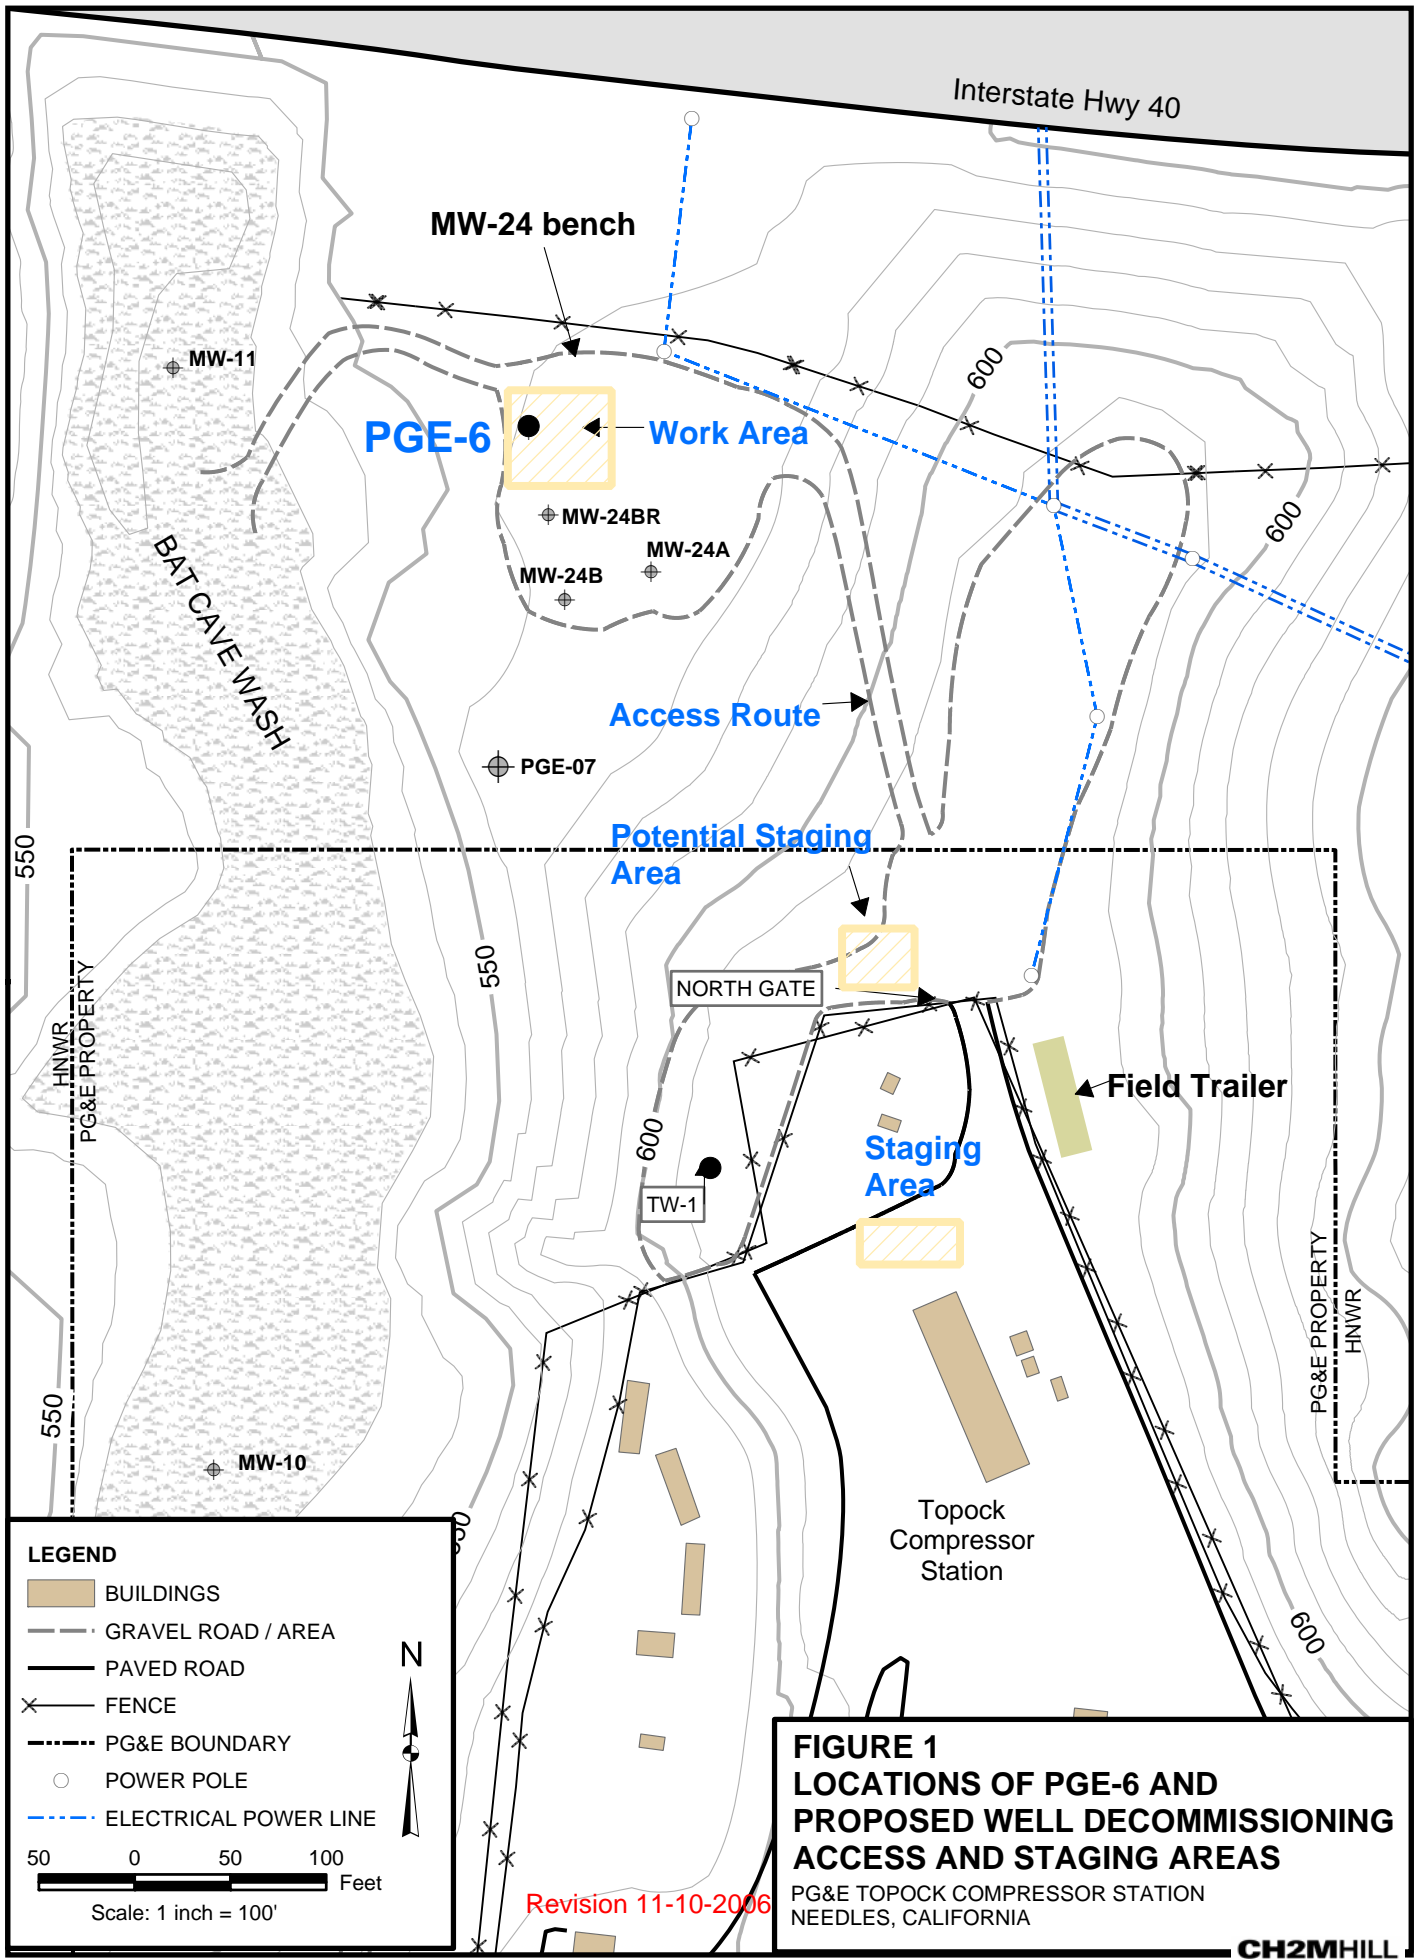 Interstate Hwy 40
MW-24 bench
MW-11
600
PGE-6
Work Area
600
MW-24BR
MW-24A
MW-24B
BAT CAVE WASH
Access Route
PGE-07
Potential Staging
Area
550
550
HNWR
PG&E PROPERTY
NORTH GATE
Field Trailer
600
Staging
Area
TW-1
PG&E PROPERTY
HNWR
550
MW-10
Topock
Compressor
Station
600
LEGEND
BUILDINGS
GRAVEL ROAD / AREA
PAVED ROAD
FENCE
PG&E BOUNDARY
POWER POLE
ELECTRICAL POWER LINE
N
50 0 50 100
Feet
Scale: 1 inch = 100'
Revision 11-10-2006
FIGURE 1
LOCATIONS OF PGE-6 AND
PROPOSED WELL DECOMMISSIONING
ACCESS AND STAGING AREAS
PG&E TOPOCK COMPRESSOR STATION
NEEDLES, CALIFORNIA
CH2MHILL